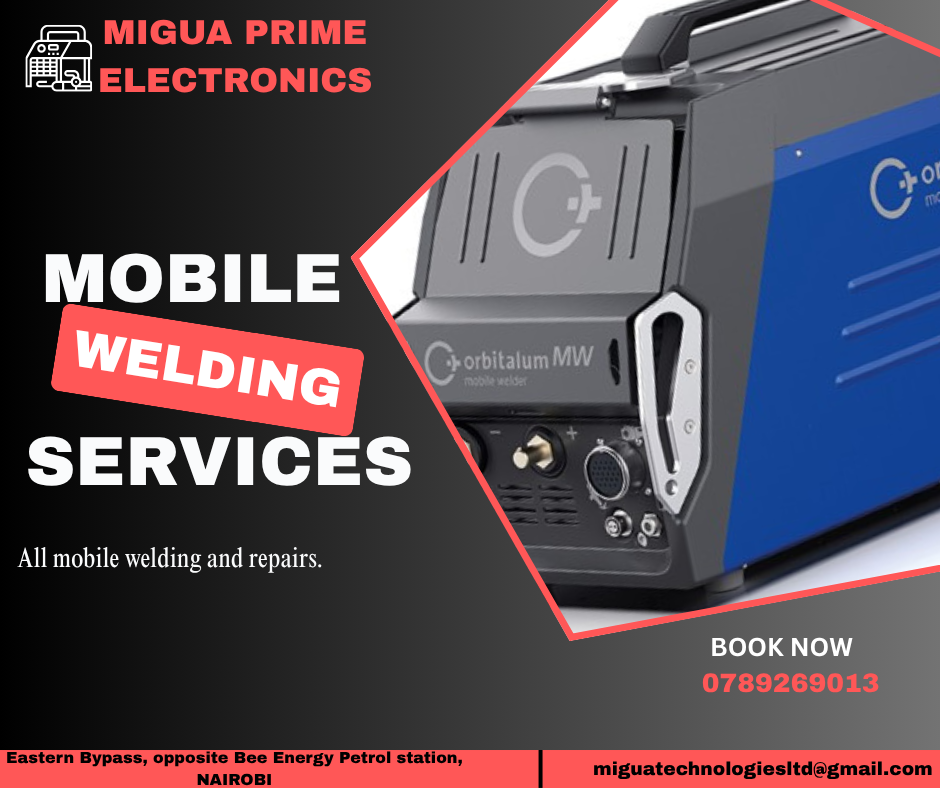 MIGUA PRIME
ELECTRONICS
MOBILE
WELDING
SERVICES
All mobile welding and repairs.
orbitalum MW
mobile welder
BOOK NOW
0789269013
Eastern Bypass, opposite Bee Energy Petrol station,
NAIROBI
miguatechnologiesltd@gmail.com